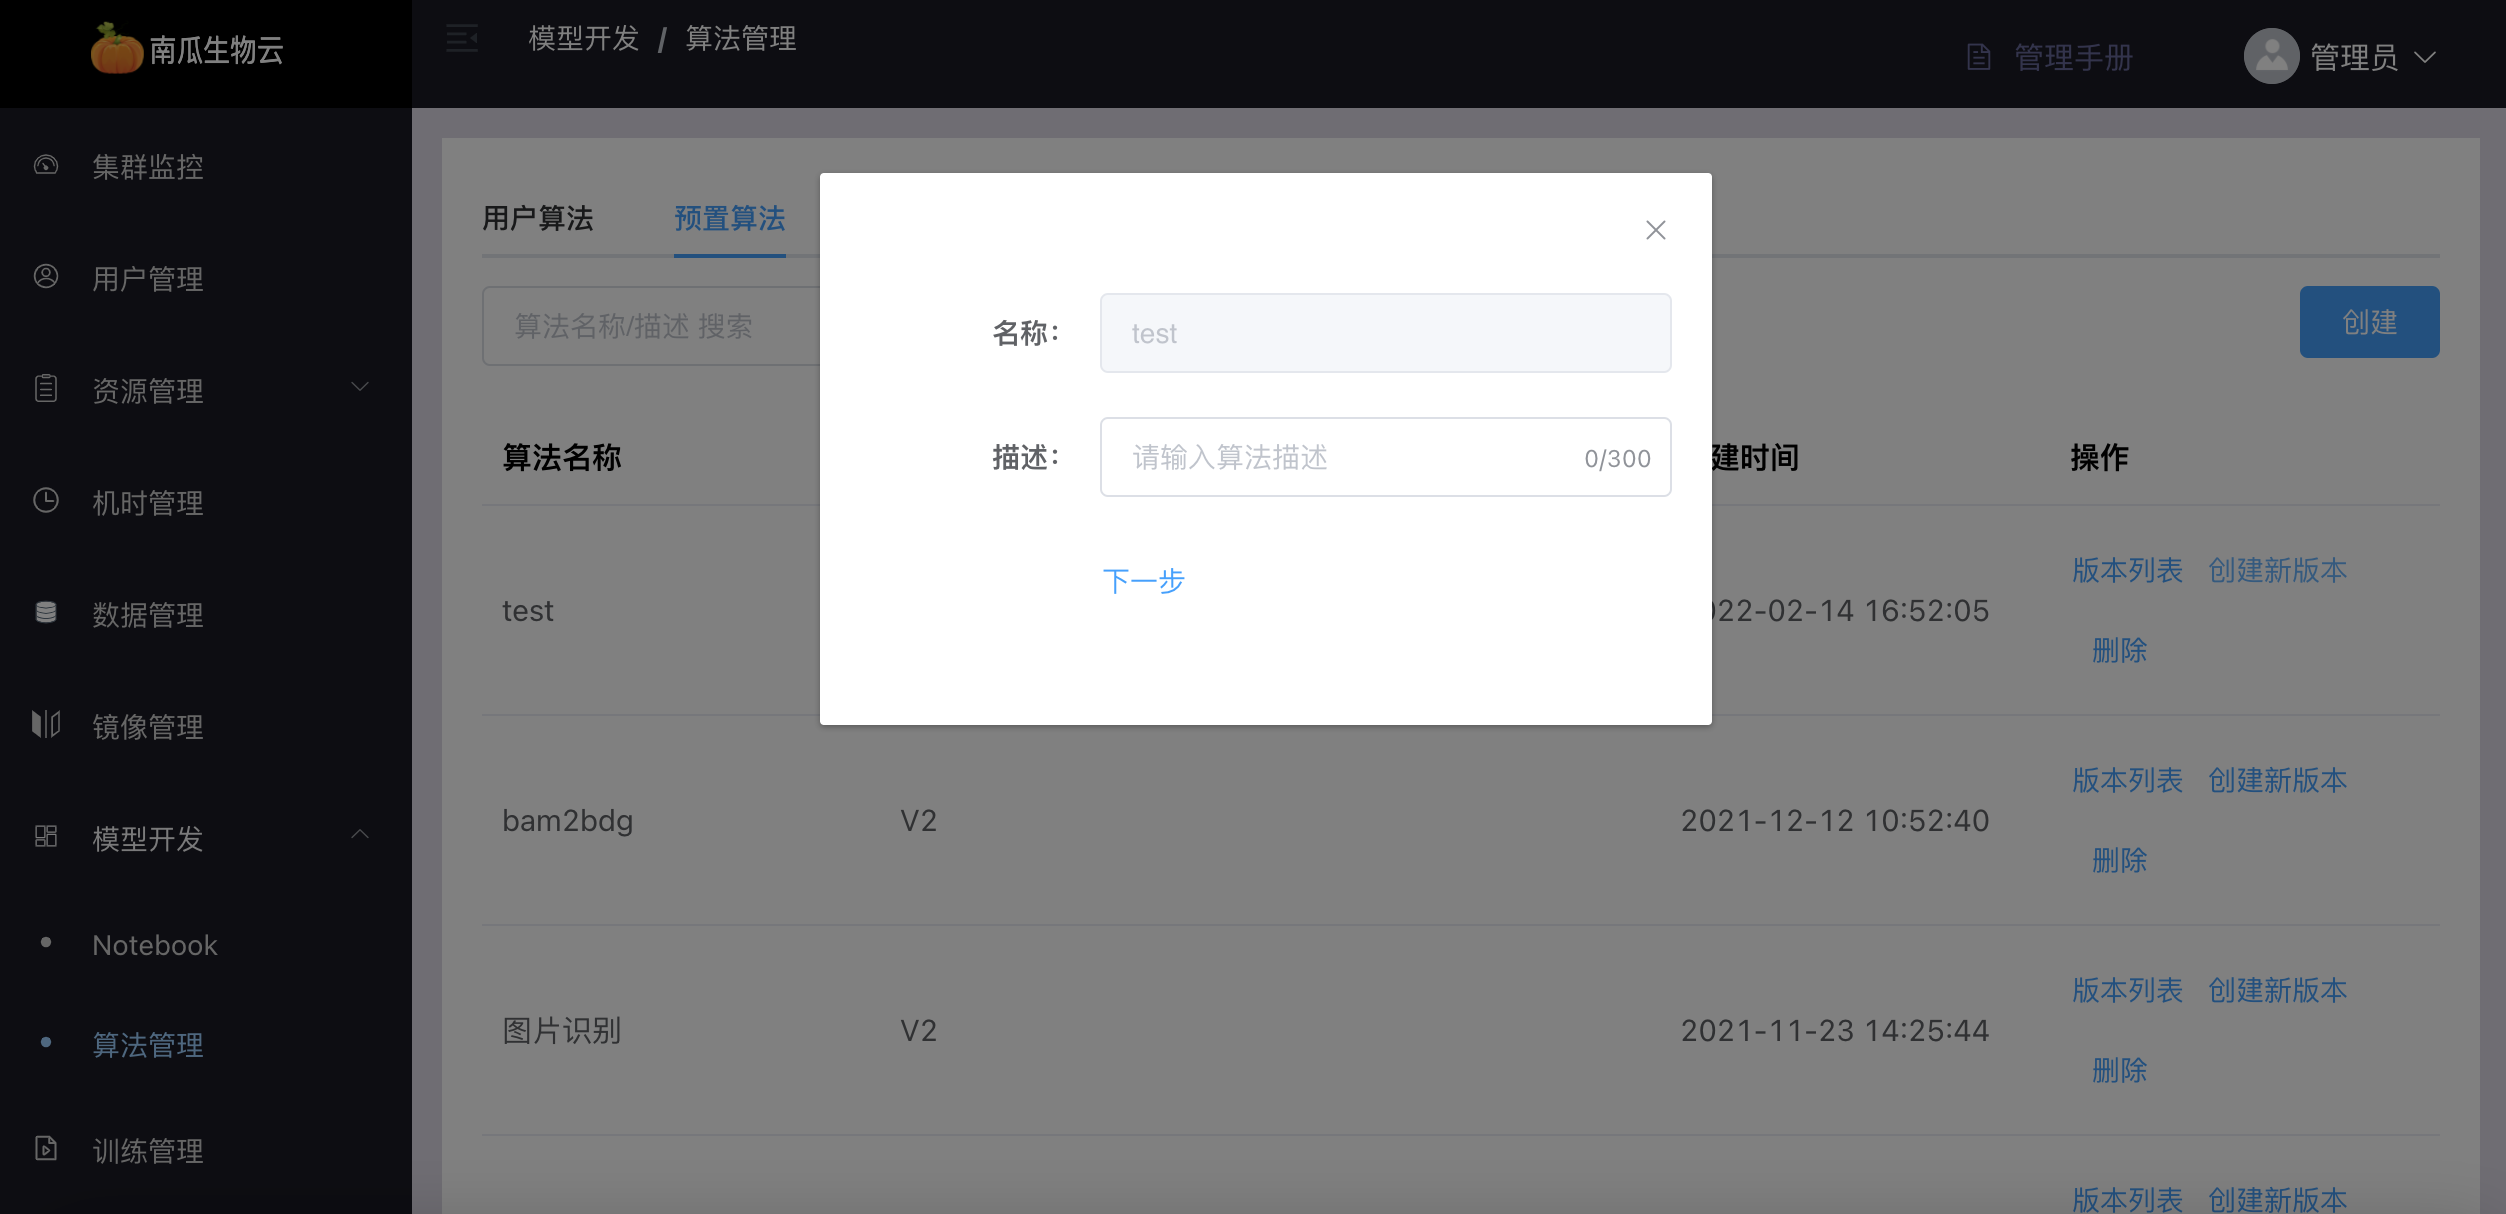 南瓜生物云
模型开发 / 算法管理
管理手册
管理员
集群监控
用户管理
资源管理
机时管理
数据管理
镜像管理
模型开发
Notebook
算法管理
训练管理
用户算法 预置算法
算法名称/描述 搜索
创建
算法名称 建时间 操作
test 22-02-14 16:52:05 版本列表 创建新版本
删除
bam2bdg V2 2021-12-12 10:52:40 版本列表 创建新版本
删除
图片识别 V2 2021-11-23 14:25:44 版本列表 创建新版本
删除
版本列表 创建新版本
名称: test
描述: 请输入算法描述 0/300
下一步